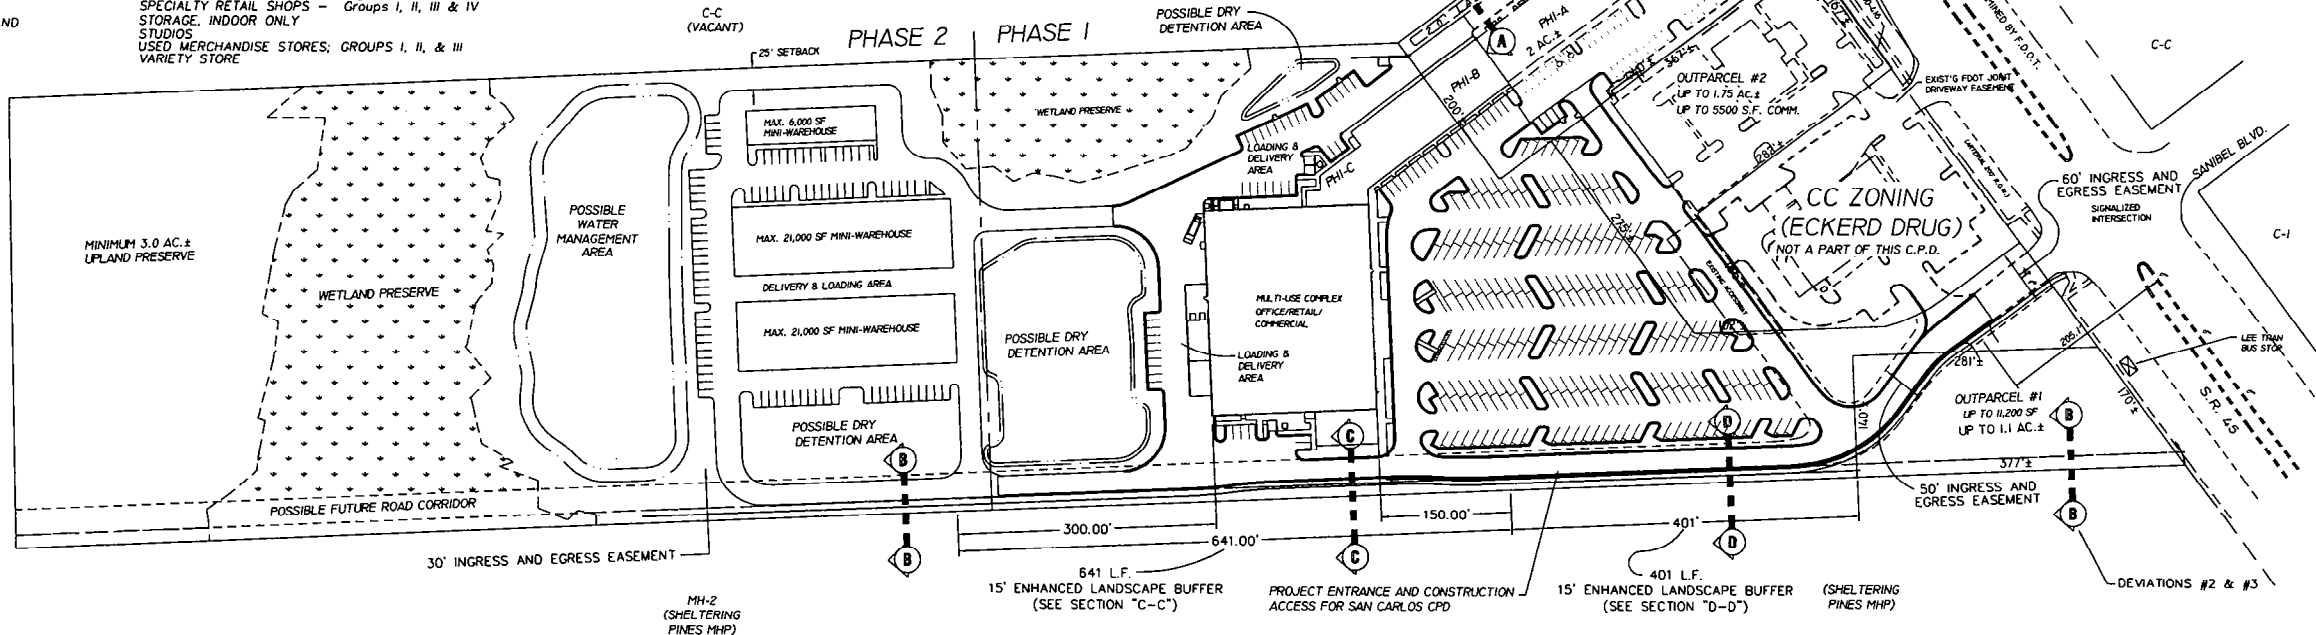 SPECIALTY RETAIL SHOPS - Groups I, II, III & IV
STORAGE, INDOOR ONLY
STUDIOS
USED MERCHANDISE STORES; GROUPS I, II, & III
VARIETY STORE
ND
C-C
(VACANT)
25' SETBACK
PHASE 2
PHASE 1
POSSIBLE DRY
DETENTION AREA
A
PHI-A
2 AC.±
PHI-B
200'
PHI-C
367'±
OUTPARCEL #2
UP TO 1.75 AC.±
UP TO 5500 S.F. COMM.
282'±
275'±
EXIST'G FDOT JOINT
DRIVEWAY EASEMENT
MINED BY F.D.O.T.
C-C
SANIBEL BLVD.
60' INGRESS AND
EGRESS EASEMENT
SIGNALIZED
INTERSECTION
C-1
CC ZONING
(ECKERD DRUG)
(NOT A PART OF THIS C.P.D.
MINIMUM 3.0 AC.±
UPLAND PRESERVE
WETLAND PRESERVE
POSSIBLE
WATER
MANAGEMENT
AREA
MAX. 6,000 SF
MINI-WAREHOUSE
MAX. 21,000 SF MINI-WAREHOUSE
DELIVERY & LOADING AREA
MAX. 21,000 SF MINI-WAREHOUSE
POSSIBLE DRY
DETENTION AREA
WETLAND PRESERVE
LOADING &
DELIVERY
AREA
POSSIBLE DRY
DETENTION AREA
MULTI-USE COMPLEX
OFFICE/RETAIL/
COMMERCIAL
LOADING &
DELIVERY
AREA
LEE TRAN
BUS STOP
S.R. 45
205.1'
281'±
170'±
140'±
OUTPARCEL #1
UP TO 11,200 SF
UP TO 1.1 AC.±
377'±
50' INGRESS AND
EGRESS EASEMENT
B
B
C
C
D
D
B
B
POSSIBLE FUTURE ROAD CORRIDOR
30' INGRESS AND EGRESS EASEMENT
300.00'
641.00'
150.00'
401'
641 L.F.
15' ENHANCED LANDSCAPE BUFFER
(SEE SECTION "C-C")
PROJECT ENTRANCE AND CONSTRUCTION
ACCESS FOR SAN CARLOS CPD
401 L.F.
15' ENHANCED LANDSCAPE BUFFER
(SEE SECTION "D-D")
(SHELTERING
PINES MHP)
DEVIATIONS #2 & #3
MH-2
(SHELTERING
PINES MHP)